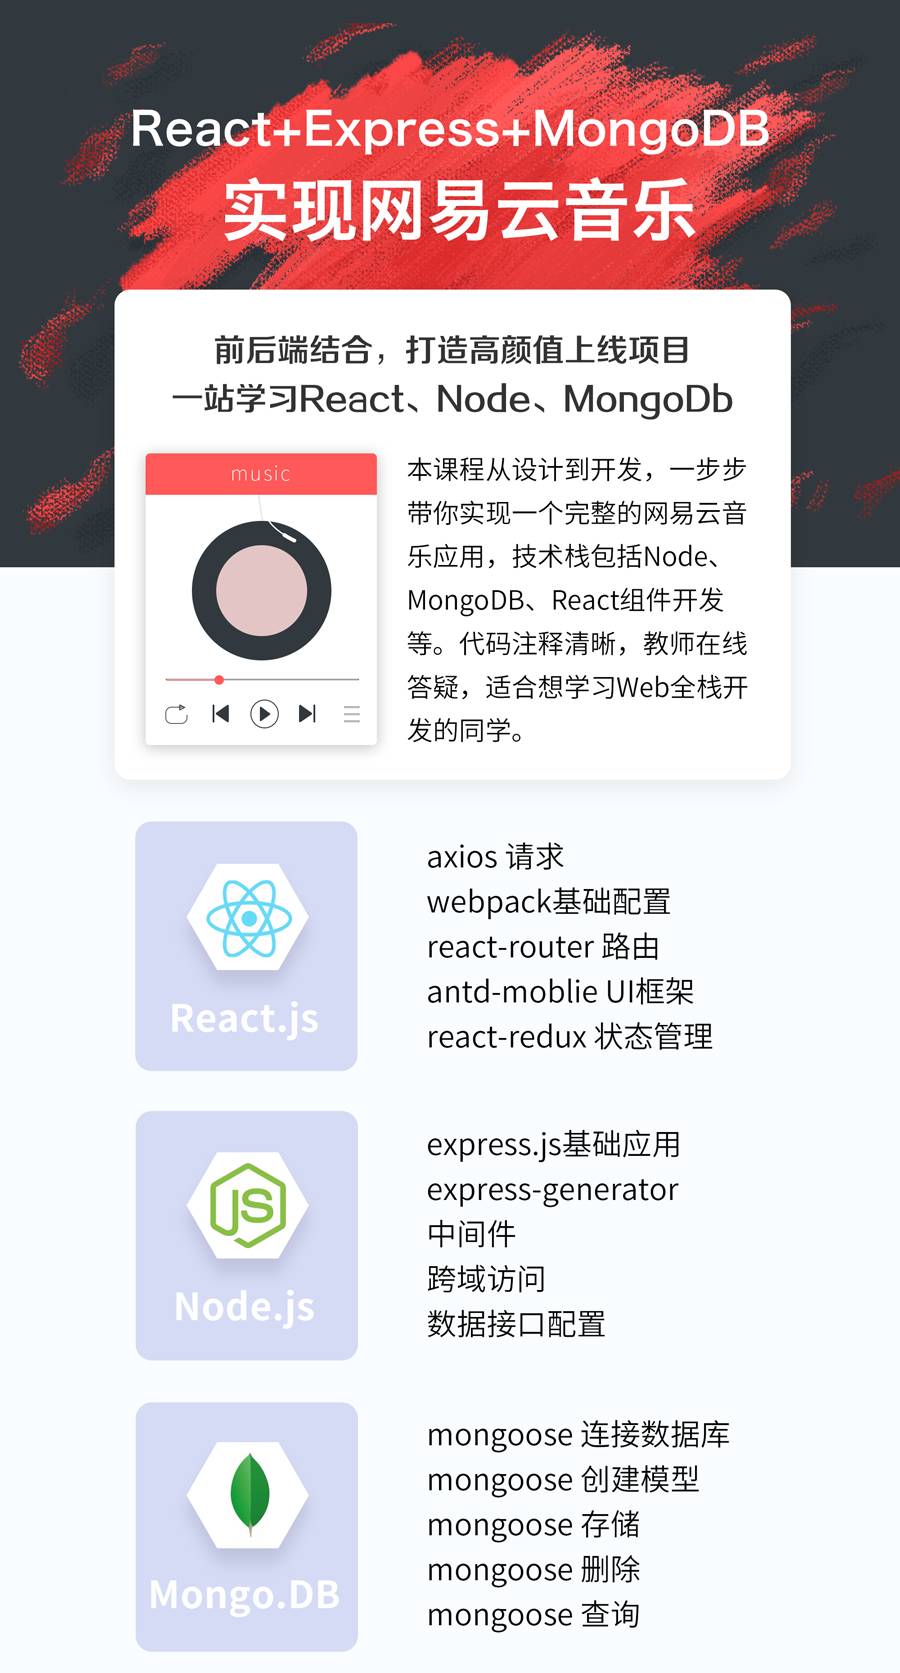 React+Express+MongoDB
实现网易云音乐
前后端结合，打造高颜值上线项目
一站学习React、Node、MongoDb
music
本课程从设计到开发，一步步
带你实现一个完整的网易云音
乐应用，技术栈包括Node、
MongoDB、React组件开发
等。代码注释清晰，教师在线
答疑，适合想学习Web全栈开
发的同学。
React.js
axios 请求
webpack基础配置
react-router 路由
antd-moblie UI框架
react-redux 状态管理
JS
Node.js
express.js基础应用
express-generator
中间件
跨域访问
数据接口配置
Mongo.DB
mongoose 连接数据库
mongoose 创建模型
mongoose 存储
mongoose 删除
mongoose 查询